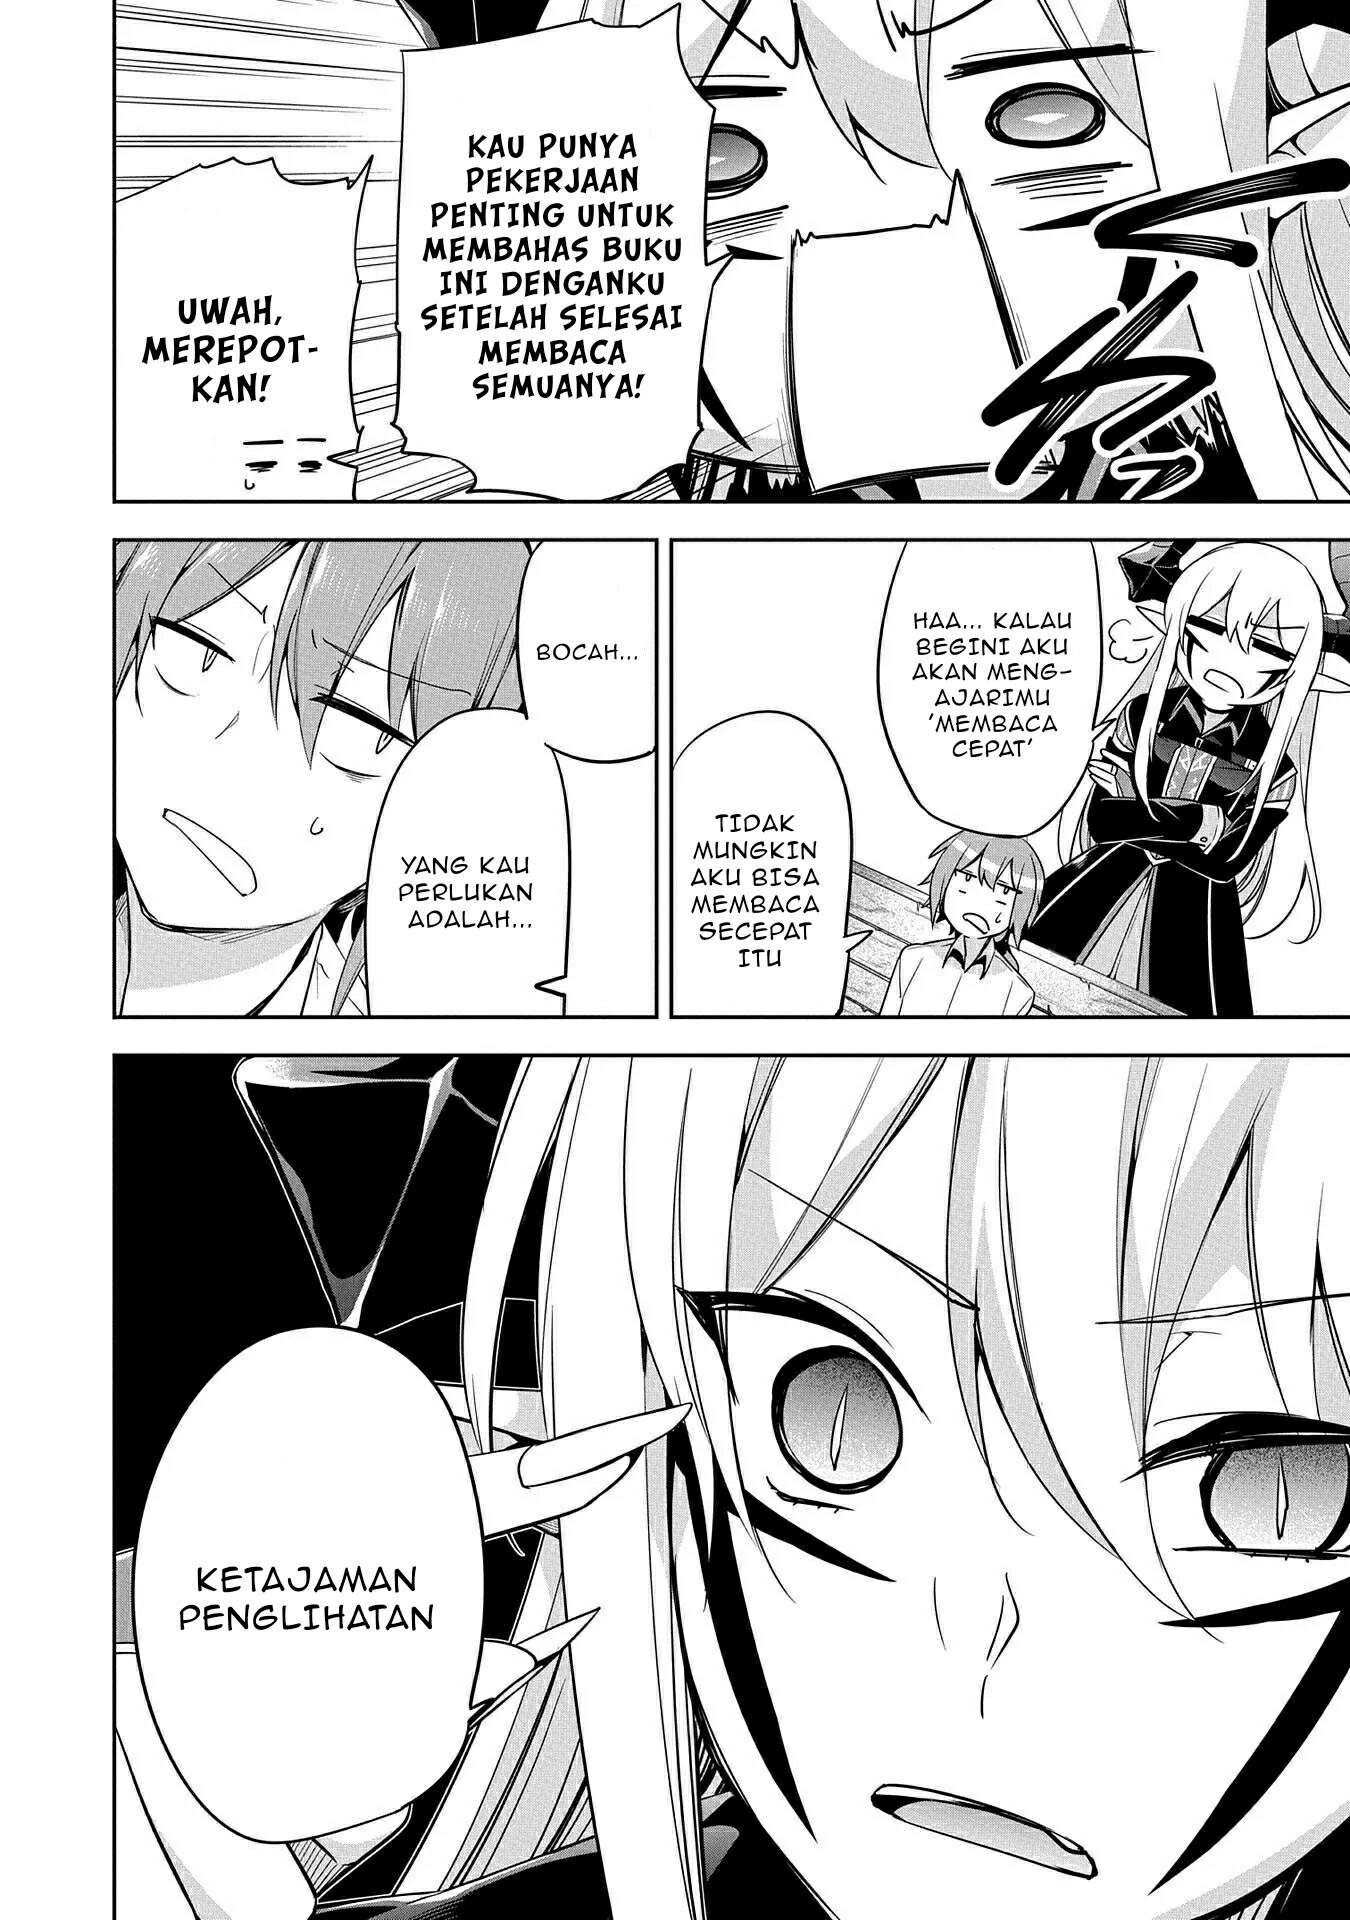 KAU PUNYA
PEKERJAAN
PENTING UNTUK
MEMBAHAS BUKU
INI DENGANKU
SETELAH SELESAI
MEMBACA
SEMUANYA!
UWAH,
MEREPOT-
KAN!
HAA... KALAU
BEGINI AKU
AKAN MENG-
AJARIMU
'MEMBACA
CEPAT'
TIDAK
MUNGKIN
AKU BISA
MEMBACA
SECEPAT
ITU
BOCAH...
YANG KAU
PERLUKAN
ADALAH...
KETAJAMAN
PENGLIHATAN